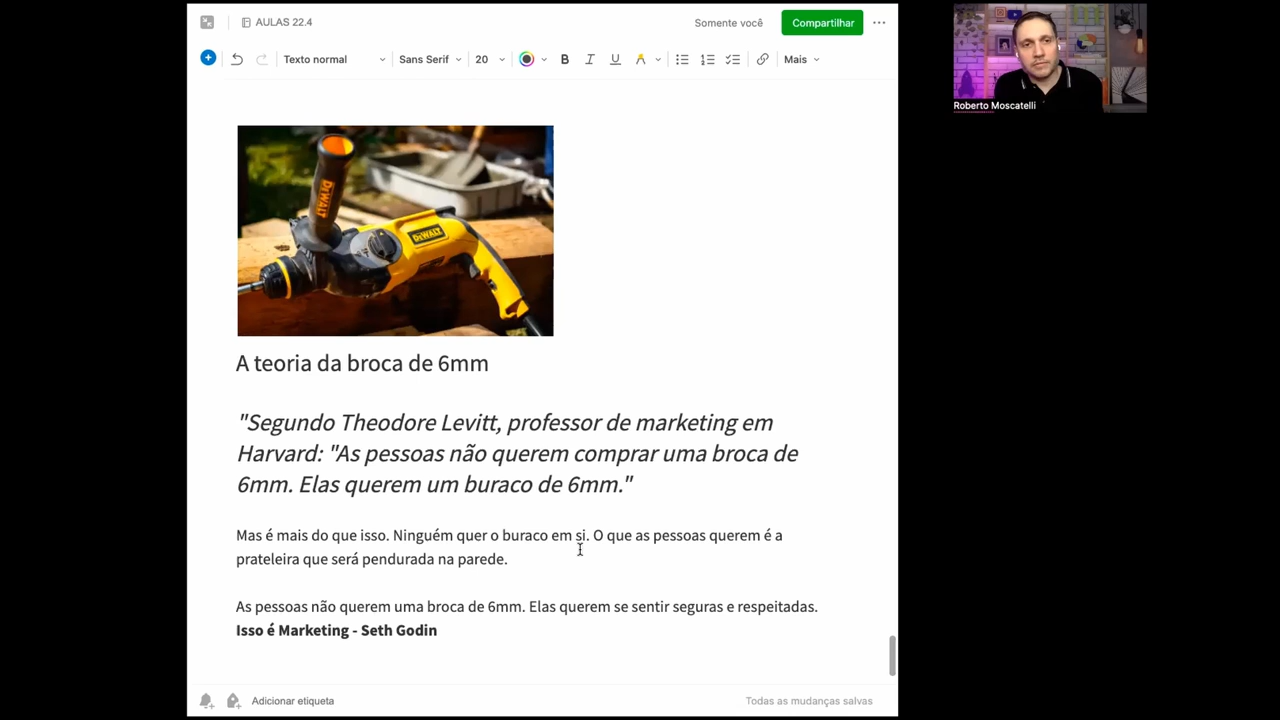 AULAS 22.4
Somente você
Compartilhar
Texto normal
Sans Serif
20
B
I
U
A
Mais
DEWALT
DEWALT
A teoria da broca de 6mm
"Segundo Theodore Levitt, professor de marketing em
Harvard: "As pessoas não querem comprar uma broca de
6mm. Elas querem um buraco de 6mm."
Mas é mais do que isso. Ninguém quer o buraco em si. O que as pessoas querem é a
prateleira que será pendurada na parede.
As pessoas não querem uma broca de 6mm. Elas querem se sentir seguras e respeitadas.
Isso é Marketing - Seth Godin
Adicionar etiqueta
Todas as mudanças salvas
Roberto Moscatelli